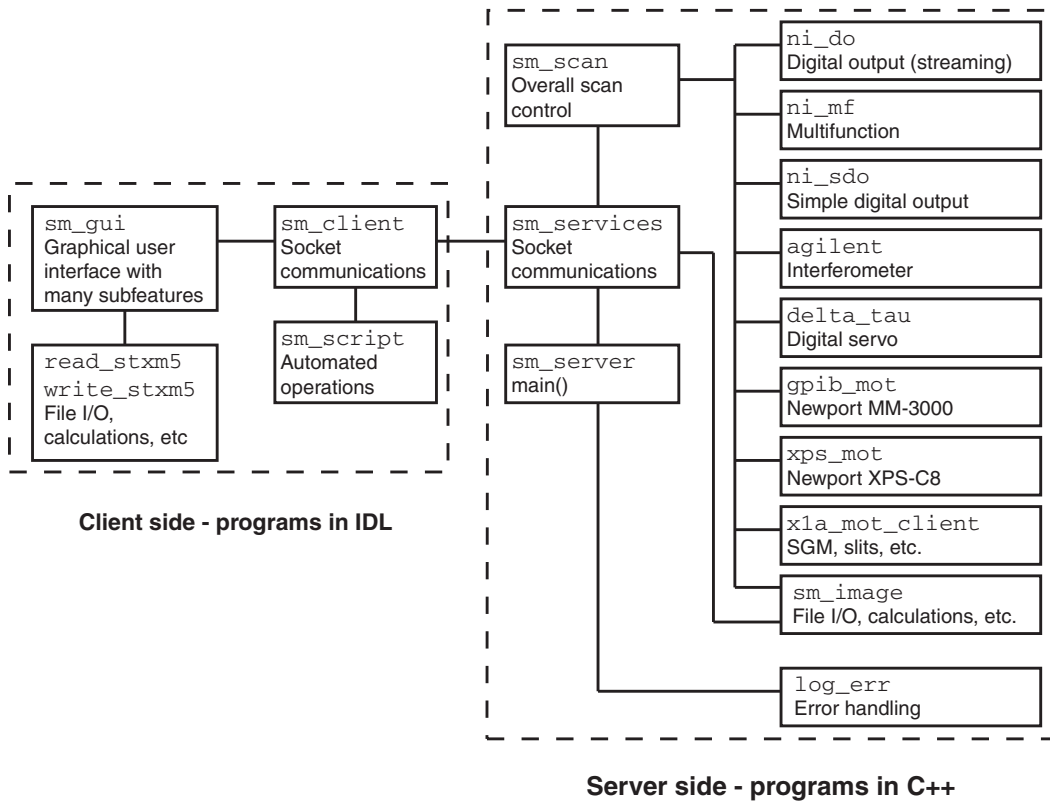 sm_gui
Graphical user
interface with
many subfeatures
read_stxm5
write_stxm5
File I/O,
calculations, etc
sm_client
Socket
communications
sm_script
Automated
operations
Client side - programs in IDL
sm_scan
Overall scan
control
sm_services
Socket
communications
sm_server
main()
ni_do
Digital output (streaming)
ni_mf
Multifunction
ni_sdo
Simple digital output
agilent
Interferometer
delta_tau
Digital servo
gpib_mot
Newport MM-3000
xps_mot
Newport XPS-C8
x1a_mot_client
SGM, slits, etc.
sm_image
File I/O, calculations, etc.
log_err
Error handling
Server side - programs in C++